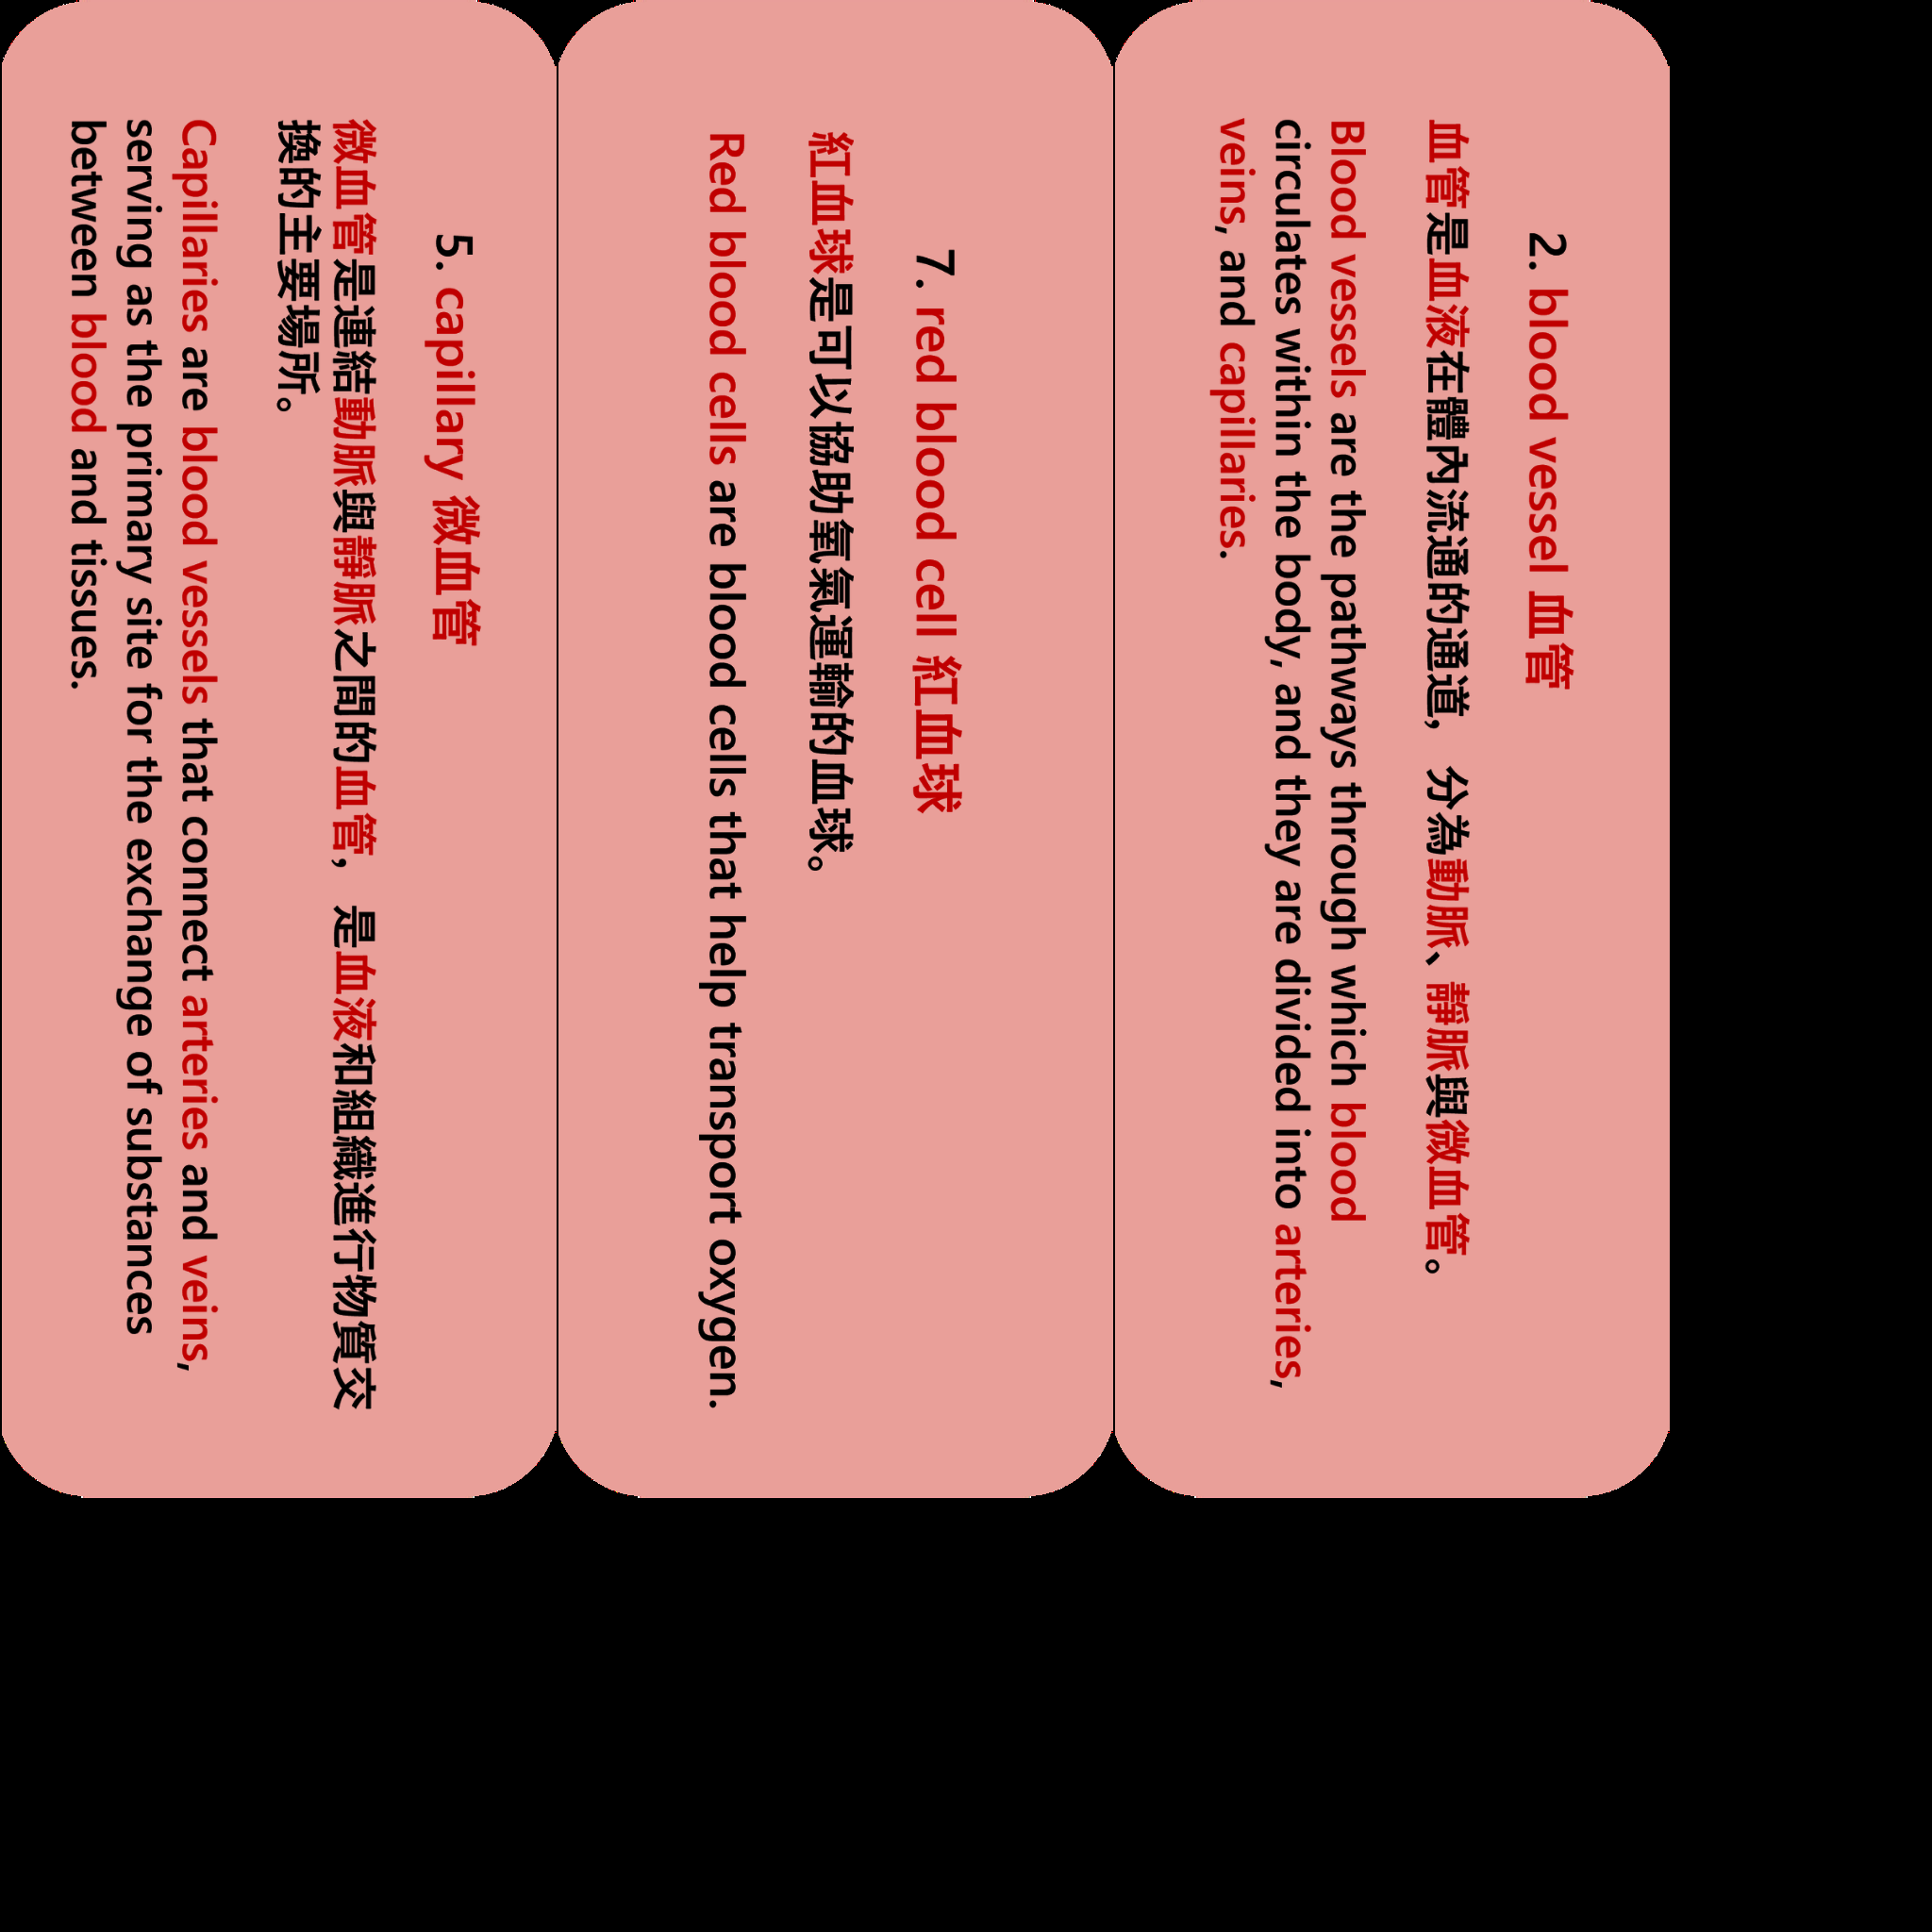 2. blood vessel 血管
血管是血液在體內流通的通道，分為動脈、靜脈與微血管。
Blood vessels are the pathways through which blood
circulates within the body, and they are divided into arteries,
veins, and capillaries.
7. red blood cell 紅血球
紅血球是可以協助氧氣運輸的血球。
Red blood cells are blood cells that help transport oxygen.
5. capillary 微血管
微血管是連結動脈與靜脈之間的血管，是血液和組織進行物質交
換的主要場所。
Capillaries are blood vessels that connect arteries and veins,
serving as the primary site for the exchange of substances
between blood and tissues.